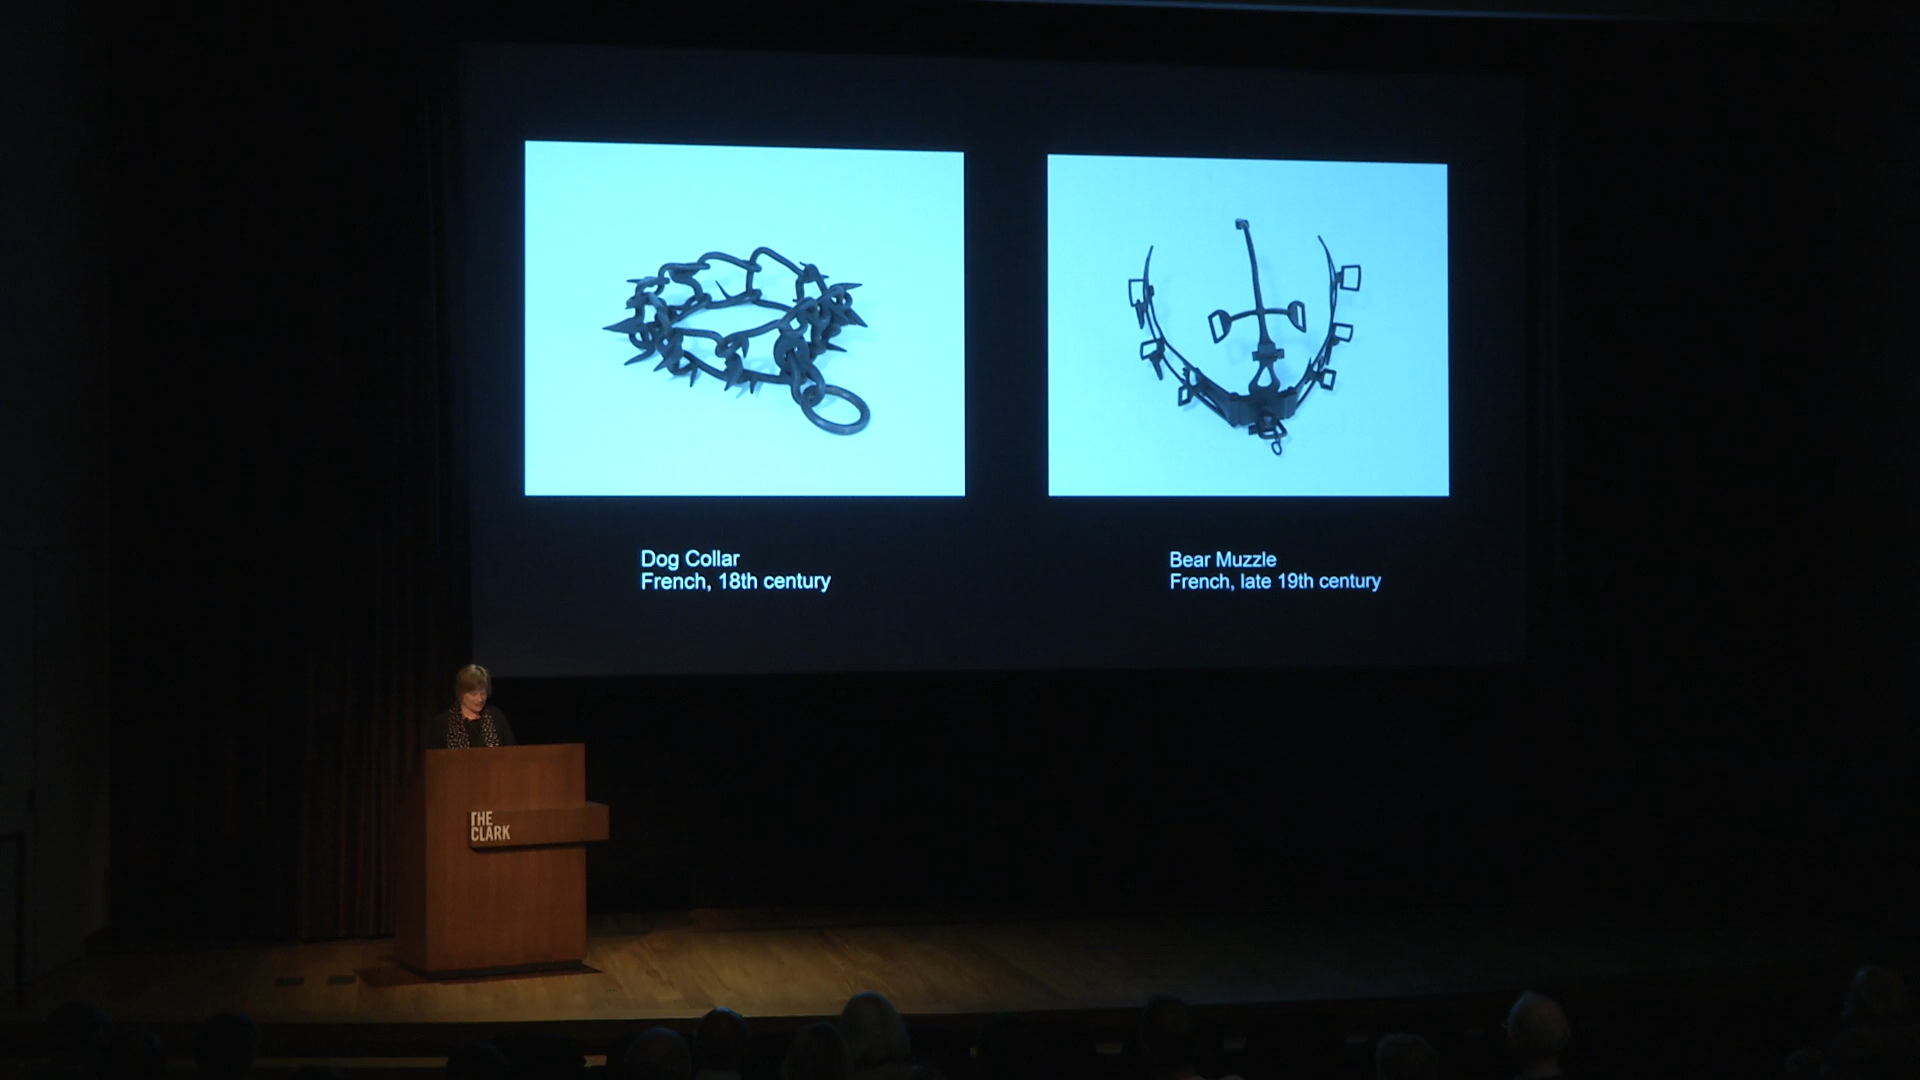 Dog Collar
French, 18th century
Bear Muzzle
French, late 19th century
THE
CLARK